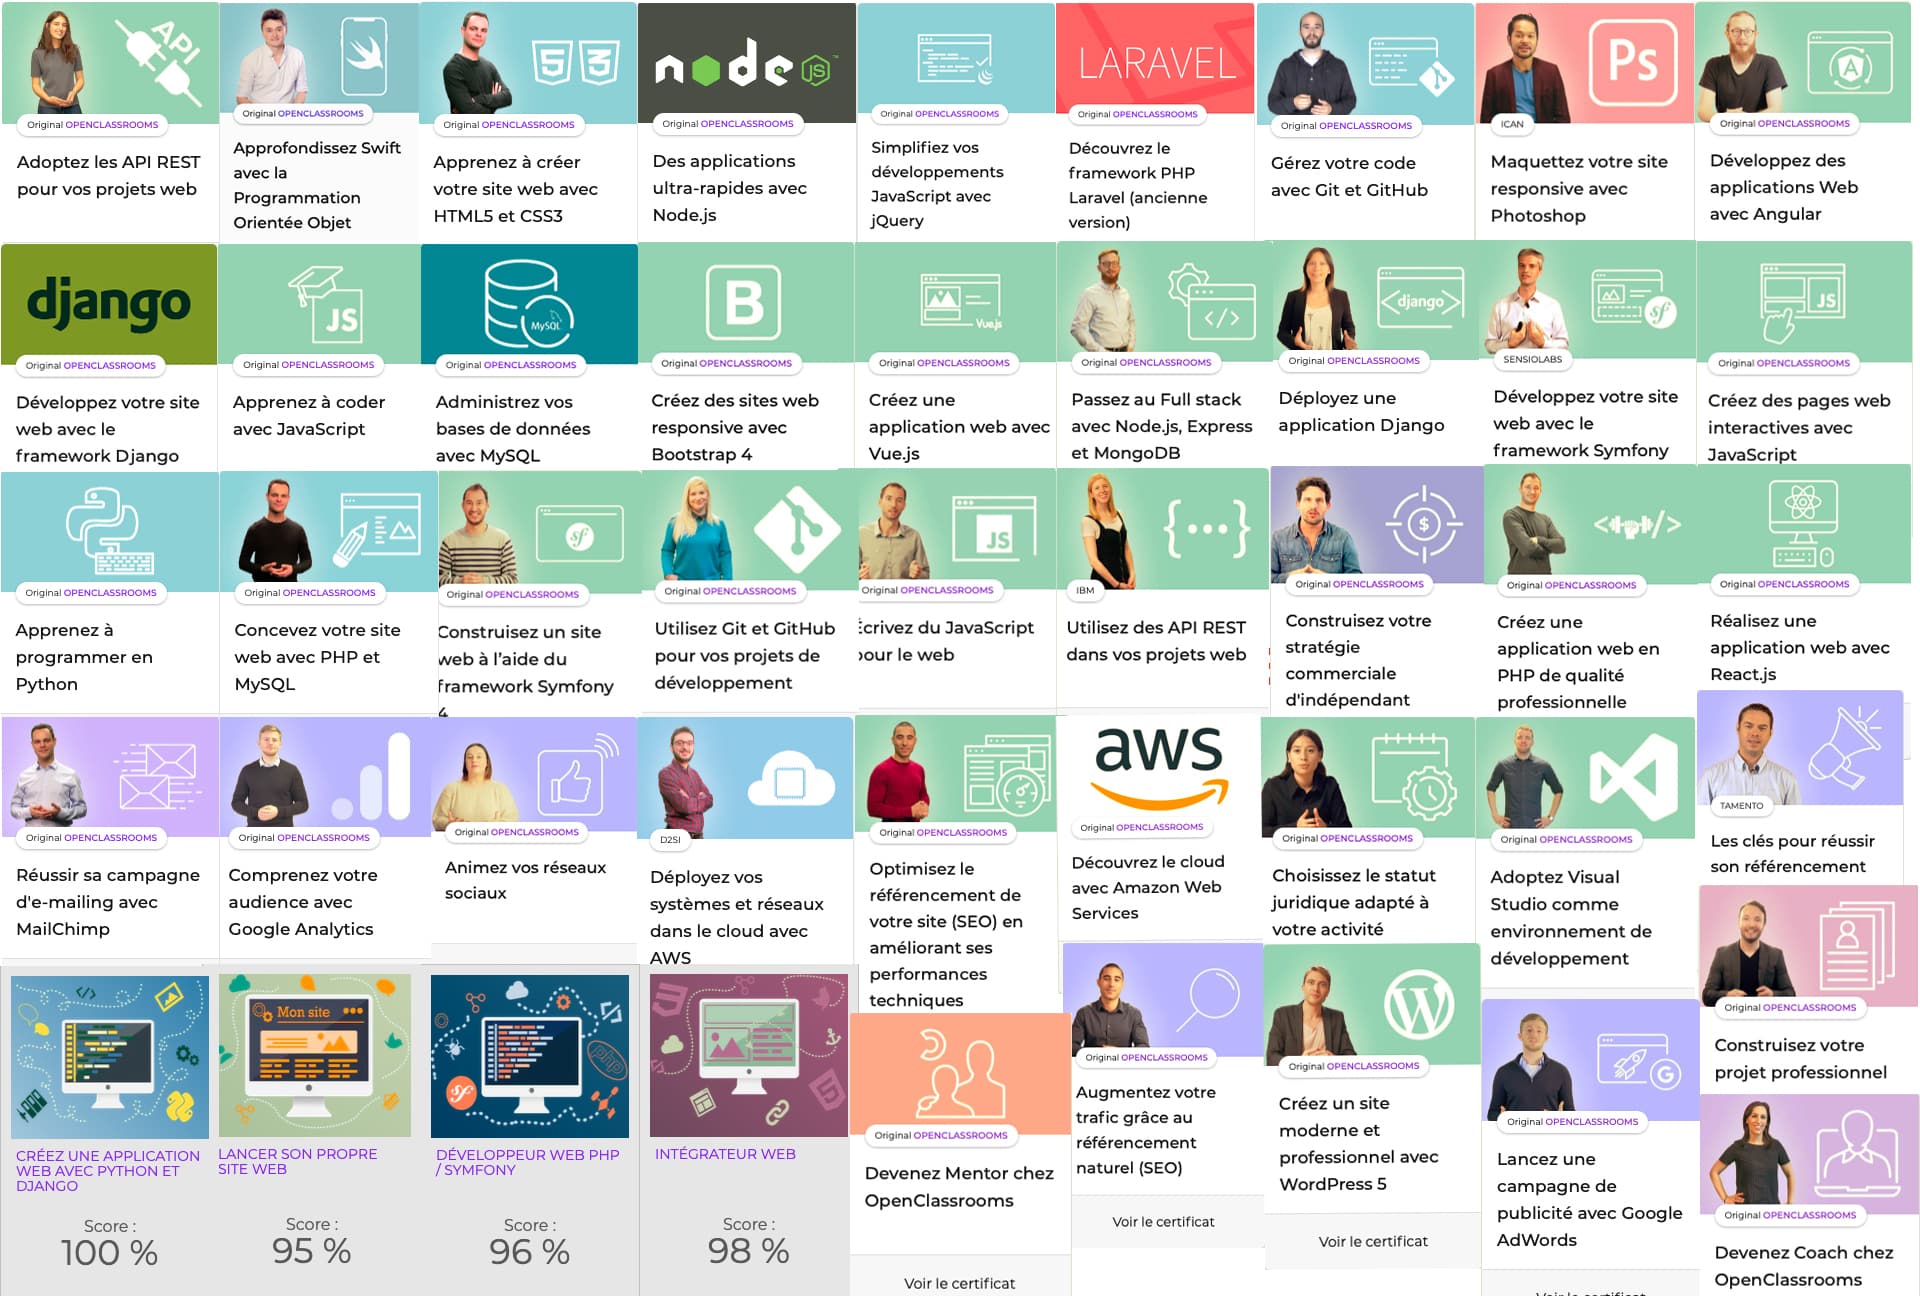 API
Original OPENCLASSROOMS
Adoptez les API REST
pour vos projets web
Original OPENCLASSROOMS
Approfondissez Swift
avec la
Programmation
Orientée Objet
5 3
Original OPENCLASSROOMS
Apprenez à créer
votre site web avec
HTML5 et CSS3
node JS
Original OPENCLASSROOMS
Des applications
ultra-rapides avec
Node.js
Original OPENCLASSROOMS
Simplifiez vos
développements
JavaScript avec
jQuery
LARAVEL
Original OPENCLASSROOMS
Découvrez le
framework PHP
Laravel (ancienne
version)
Original OPENCLASSROOMS
Gérez votre code
avec Git et GitHub
Ps
ICAN
Maquettez votre site
responsive avec
Photoshop
A
Original OPENCLASSROOMS
Développez des
applications Web
avec Angular
django
Original OPENCLASSROOMS
Développez votre site
web avec le
framework Django
JS
Original OPENCLASSROOMS
Apprenez à coder
avec JavaScript
MySQL
Original OPENCLASSROOMS
Administrez vos
bases de données
avec MySQL
B
Original OPENCLASSROOMS
Créez des sites web
responsive avec
Bootstrap 4
Vue.js
Original OPENCLASSROOMS
Créez une
application web avec
Vue.js
</>
Original OPENCLASSROOMS
Passez au Full stack
avec Node.js, Express
et MongoDB
<django>
Original OPENCLASSROOMS
Déployez une
application Django
sf
SENSIOLABS
Développez votre site
web avec le
framework Symfony
JS
Original OPENCLASSROOMS
Créez des pages web
interactives avec
JavaScript
Original OPENCLASSROOMS
Apprenez à
programmer en
Python
Original OPENCLASSROOMS
Concevez votre site
web avec PHP et
MySQL
sf
Original OPENCLASSROOMS
Construisez un site
web à l'aide du
framework Symfony
4
Original OPENCLASSROOMS
Utilisez Git et GitHub
pour vos projets de
développement
JS
Original OPENCLASSROOMS
Écrivez du JavaScript
pour le web
{...}
IBM
Utilisez des API REST
dans vos projets web
$
Original OPENCLASSROOMS
Construisez votre
stratégie
commerciale
d'indépendant
Original OPENCLASSROOMS
Créez une
application web en
PHP de qualité
professionnelle
Original OPENCLASSROOMS
Réalisez une
application web avec
React.js
Original OPENCLASSROOMS
Réussir sa campagne
d'e-mailing avec
MailChimp
Original OPENCLASSROOMS
Comprenez votre
audience avec
Google Analytics
Original OPENCLASSROOMS
Animez vos réseaux
sociaux
D2SI
Déployez vos
systèmes et réseaux
dans le cloud avec
AWS
Original OPENCLASSROOMS
Optimisez le
référencement de
votre site (SEO) en
améliorant ses
performances
techniques
aws
Original OPENCLASSROOMS
Découvrez le cloud
avec Amazon Web
Services
Original OPENCLASSROOMS
Choisissez le statut
juridique adapté à
votre activité
Original OPENCLASSROOMS
Adoptez Visual
Studio comme
environnement de
développement
TAMENTO
Les clés pour réussir
son référencement
</>
CRÉEZ UNE APPLICATION
WEB AVEC PYTHON ET
DJANGO
Score :
100 %
Mon site
LANCER SON PROPRE
SITE WEB
Score :
95 %
</>
php
sf
DÉVELOPPEUR WEB PHP
/ SYMFONY
Score :
96 %
3
5
INTÉGRATEUR WEB
Score :
98 %
Original OPENCLASSROOMS
Devenez Mentor chez
OpenClassrooms
Voir le certificat
Original OPENCLASSROOMS
Augmentez votre
trafic grâce au
référencement
naturel (SEO)
Voir le certificat
W
Original OPENCLASSROOMS
Créez un site
moderne et
professionnel avec
WordPress 5
Voir le certificat
G
Original OPENCLASSROOMS
Lancez une
campagne de
publicité avec Google
AdWords
Voir le certificat
Original OPENCLASSROOMS
Construisez votre
projet professionnel
Original OPENCLASSROOMS
Devenez Coach chez
OpenClassrooms